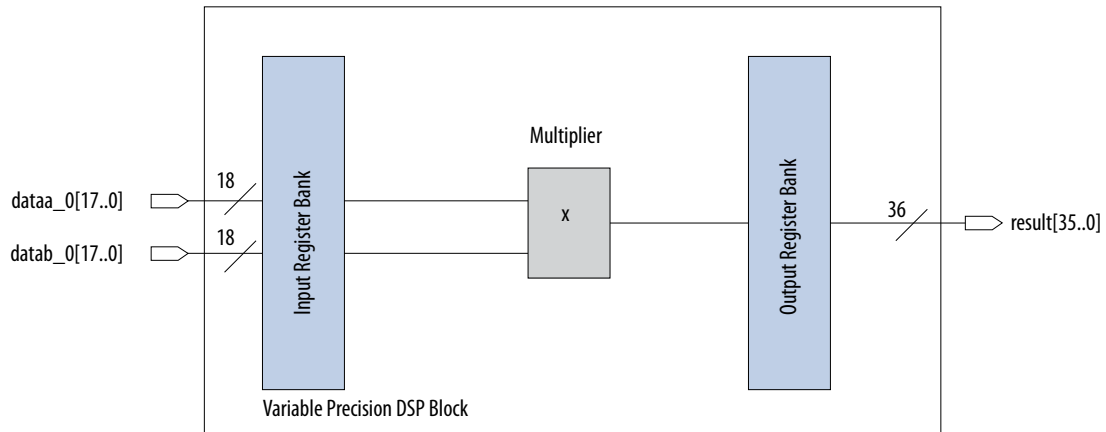 Multiplier
18
dataa_0[17..0]
x
36
result[35..0]
18
datab_0[17..0]
Input Register Bank
Output Register Bank
Variable Precision DSP Block